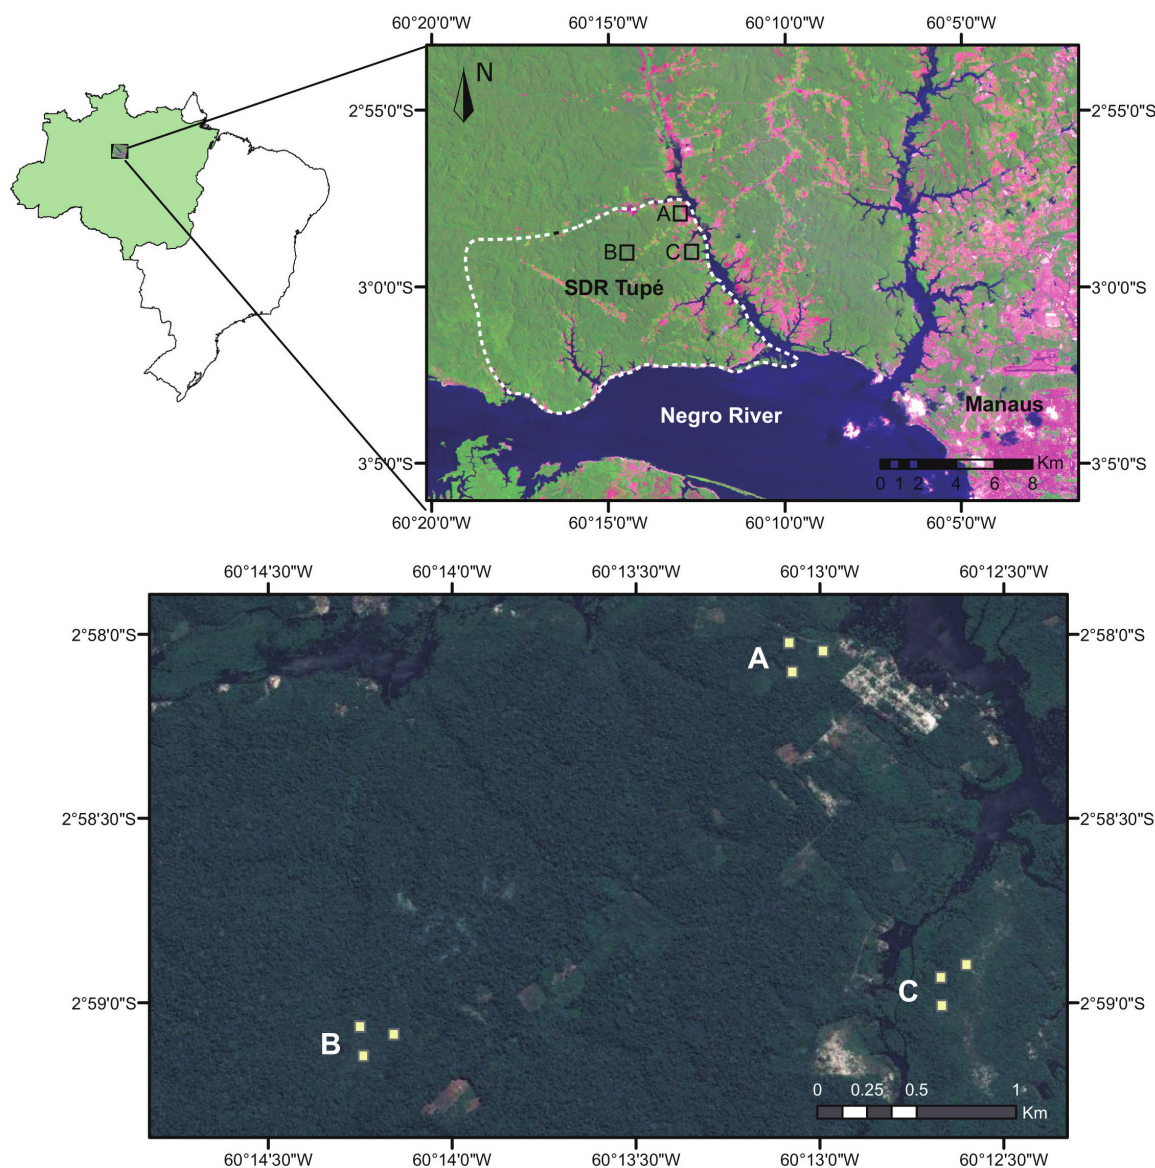 60°20'0"W 60°15'0"W 60°10'0"W 60°5'0"W
N
2°55'0"S 2°55'0"S
A
B C
SDR Tupé
3°0'0"S 3°0'0"S
Negro River Manaus
3°5'0"S 3°5'0"S
Km
0 1 2 4 6 8
60°20'0"W 60°15'0"W 60°10'0"W 60°5'0"W
60°14'30"W 60°14'0"W 60°13'30"W 60°13'0"W 60°12'30"W
2°58'0"S 2°58'0"S
A
2°58'30"S 2°58'30"S
C
2°59'0"S 2°59'0"S
B
0 0.25 0.5 1
Km
60°14'30"W 60°14'0"W 60°13'30"W 60°13'0"W 60°12'30"W